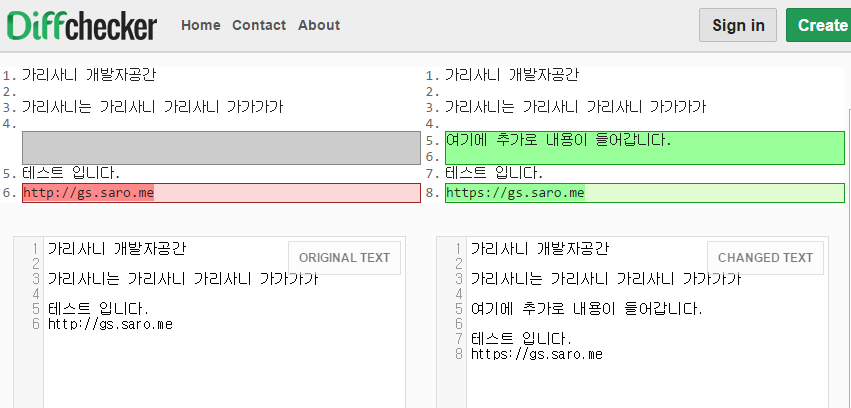 Diffchecker Home Contact About Sign in Create
1. 가리사니 개발자공간
2.
3. 가리사니는 가리사니 가리사니 가가가가
4.
5. 테스트 입니다.
6. http://gs.saro.me
1. 가리사니 개발자공간
2.
3. 가리사니는 가리사니 가리사니 가가가가
4.
5. 여기에 추가로 내용이 들어갑니다.
6.
7. 테스트 입니다.
8. https://gs.saro.me
ORIGINAL TEXT
1 가리사니 개발자공간
2
3 가리사니는 가리사니 가리사니 가가가가
4
5 테스트 입니다.
6 http://gs.saro.me
CHANGED TEXT
1 가리사니 개발자공간
2
3 가리사니는 가리사니 가리사니 가가가가
4
5 여기에 추가로 내용이 들어갑니다.
6
7 테스트 입니다.
8 https://gs.saro.me